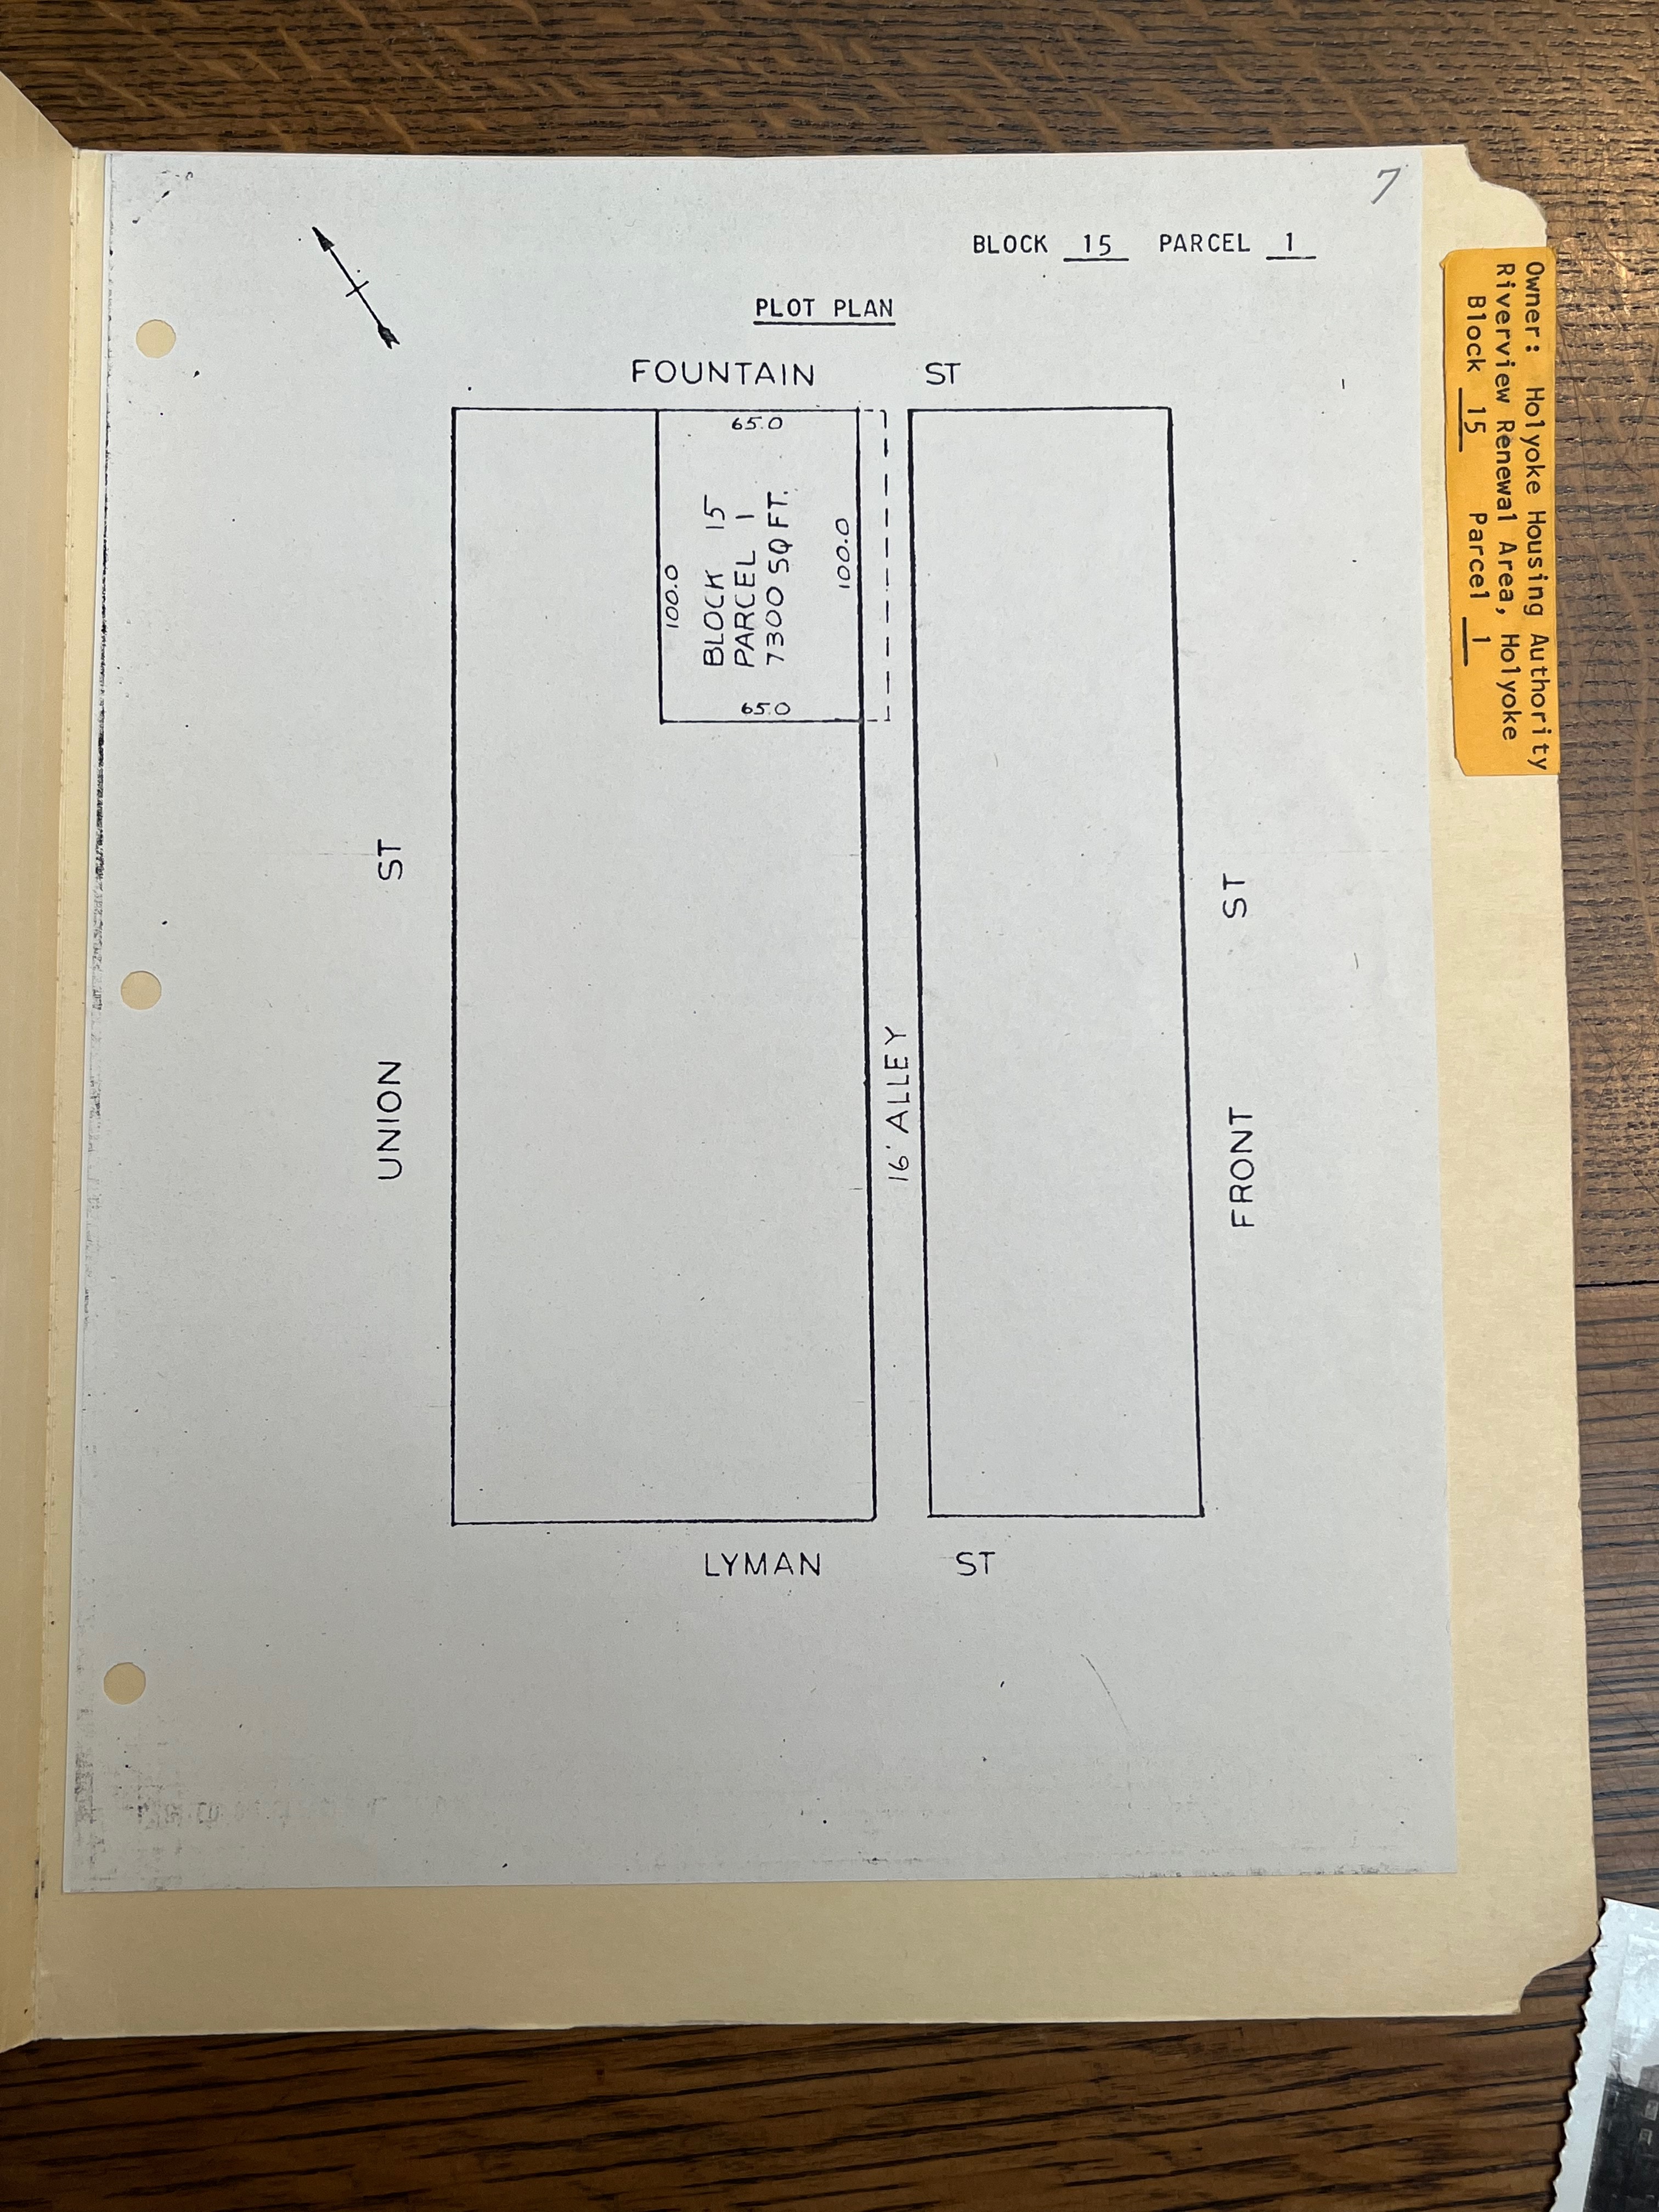 7
BLOCK 15 PARCEL 1
PLOT PLAN
FOUNTAIN ST
65.0
100.0
BLOCK 15
PARCEL 1
7300 SQ FT.
100.0
65.0
UNION ST
16' ALLEY
FRONT ST
LYMAN ST
Owner: Holyoke Housing Authority
Riverview Renewal Area, Holyoke
Block 15 Parcel 1